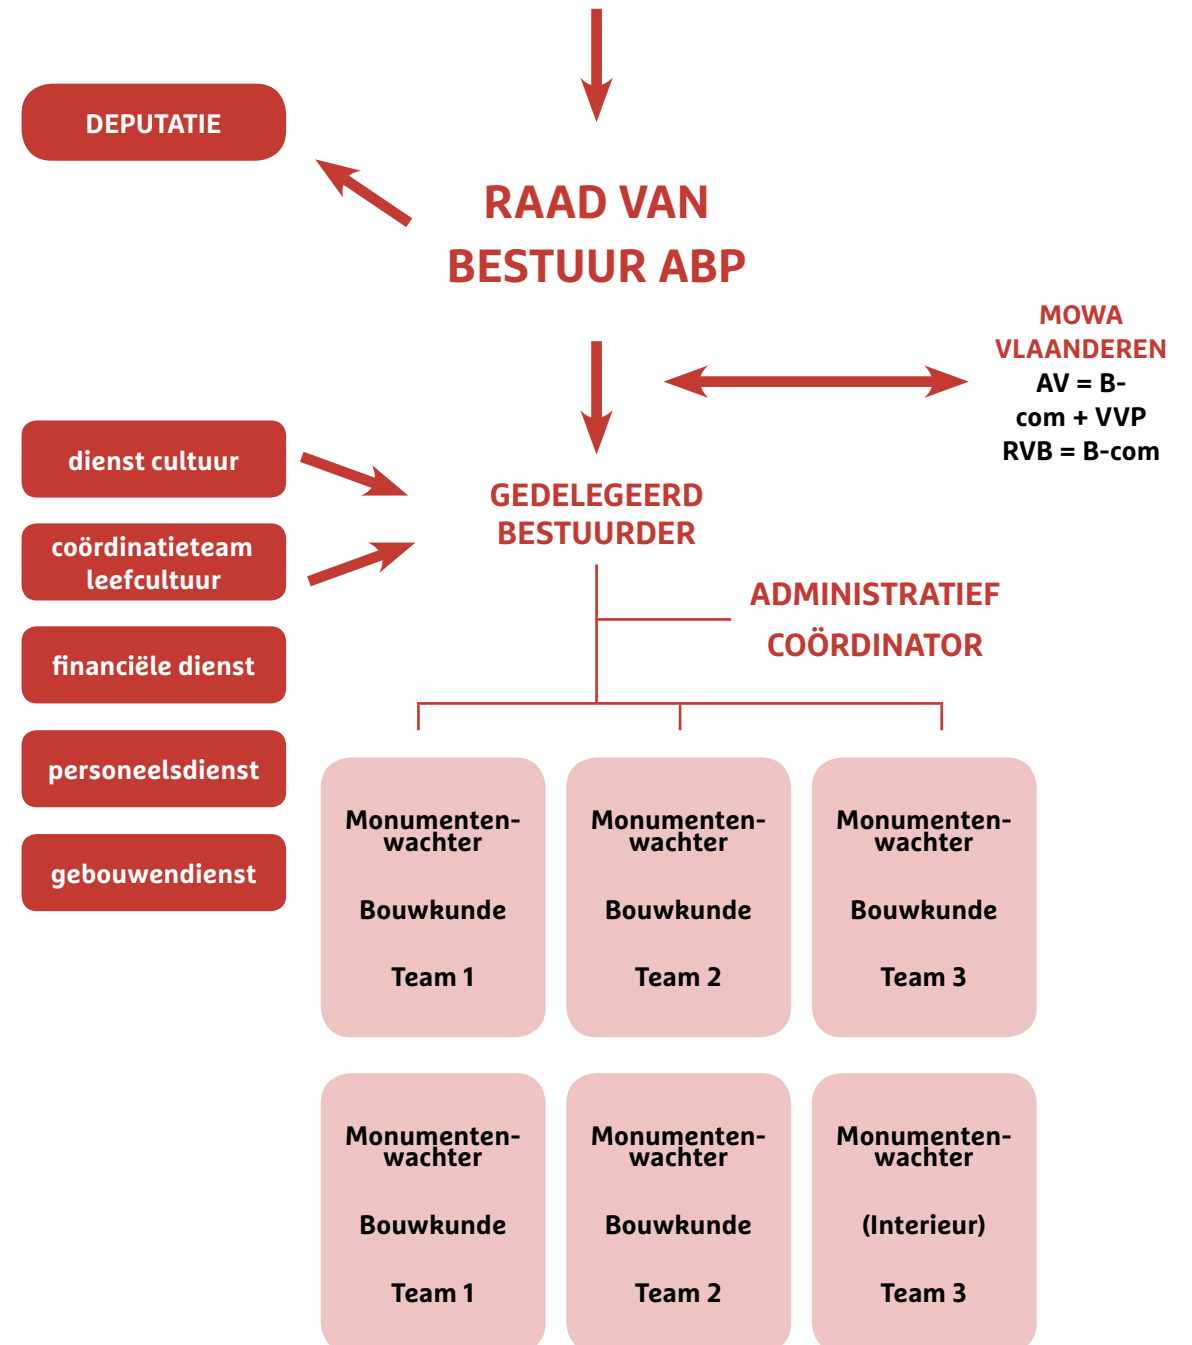 DEPUTATIE
RAAD VAN
BESTUUR ABP
MOWA
VLAANDEREN
AV = B-
com + VVP
RVB = B-com
dienst cultuur
coördinatieteam
leefcultuur
financiële dienst
personeelsdienst
gebouwendienst
GEDELEGEERD
BESTUURDER
ADMINISTRATIEF
COÖRDINATOR
Monumenten-
wachter
Bouwkunde
Team 1
Monumenten-
wachter
Bouwkunde
Team 2
Monumenten-
wachter
Bouwkunde
Team 3
Monumenten-
wachter
Bouwkunde
Team 1
Monumenten-
wachter
Bouwkunde
Team 2
Monumenten-
wachter
(Interieur)
Team 3